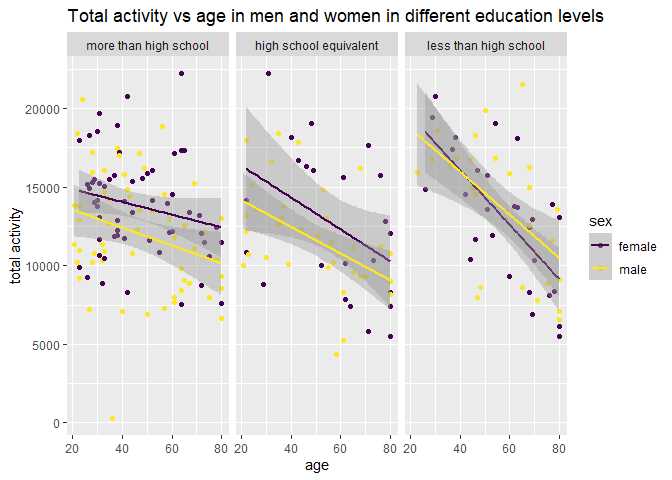 Total activity vs age in men and women in different education levels
more than high school
high school equivalent
less than high school
20000
15000
10000
5000
0
total activity
20 40 60 80
20 40 60 80
20 40 60 80
age
sex
female
male